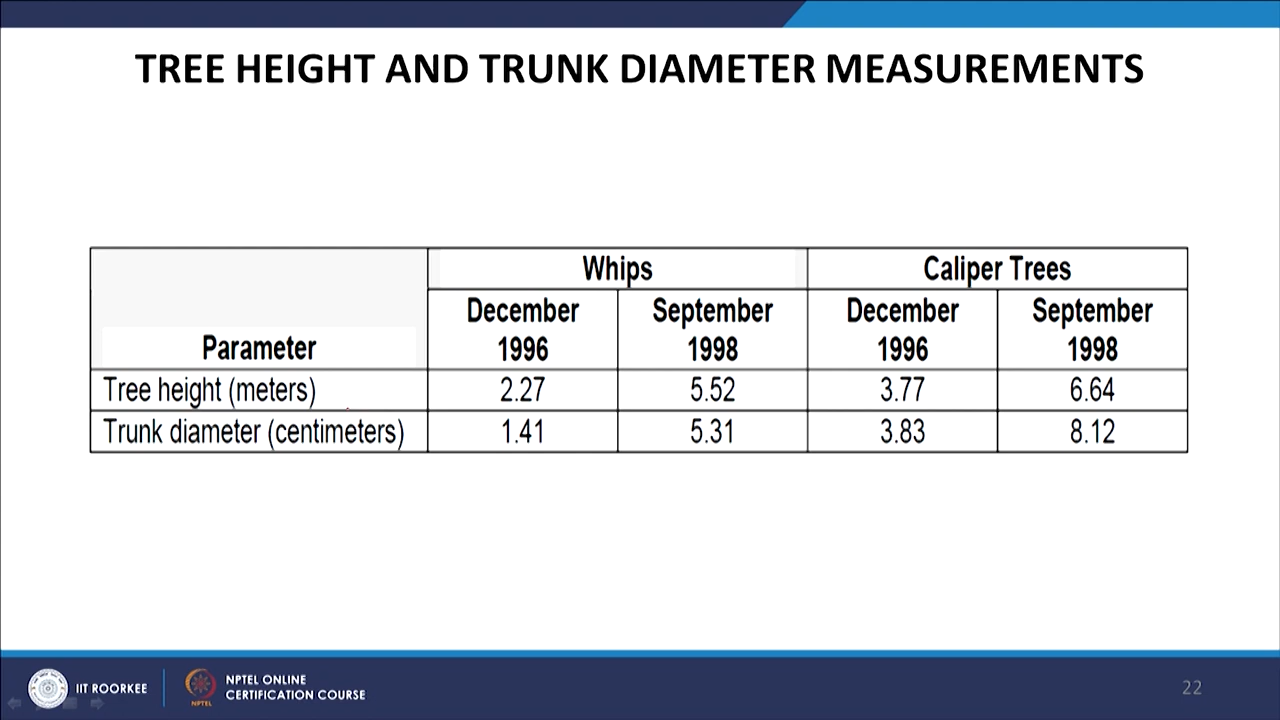 TREE HEIGHT AND TRUNK DIAMETER MEASUREMENTS
Whips Caliper Trees
Parameter December 1996 September 1998 December 1996 September 1998
Tree height (meters) 2.27 5.52 3.77 6.64
Trunk diameter (centimeters) 1.41 5.31 3.83 8.12
IIT ROORKEE
NPTEL
NPTEL ONLINE
CERTIFICATION COURSE
22